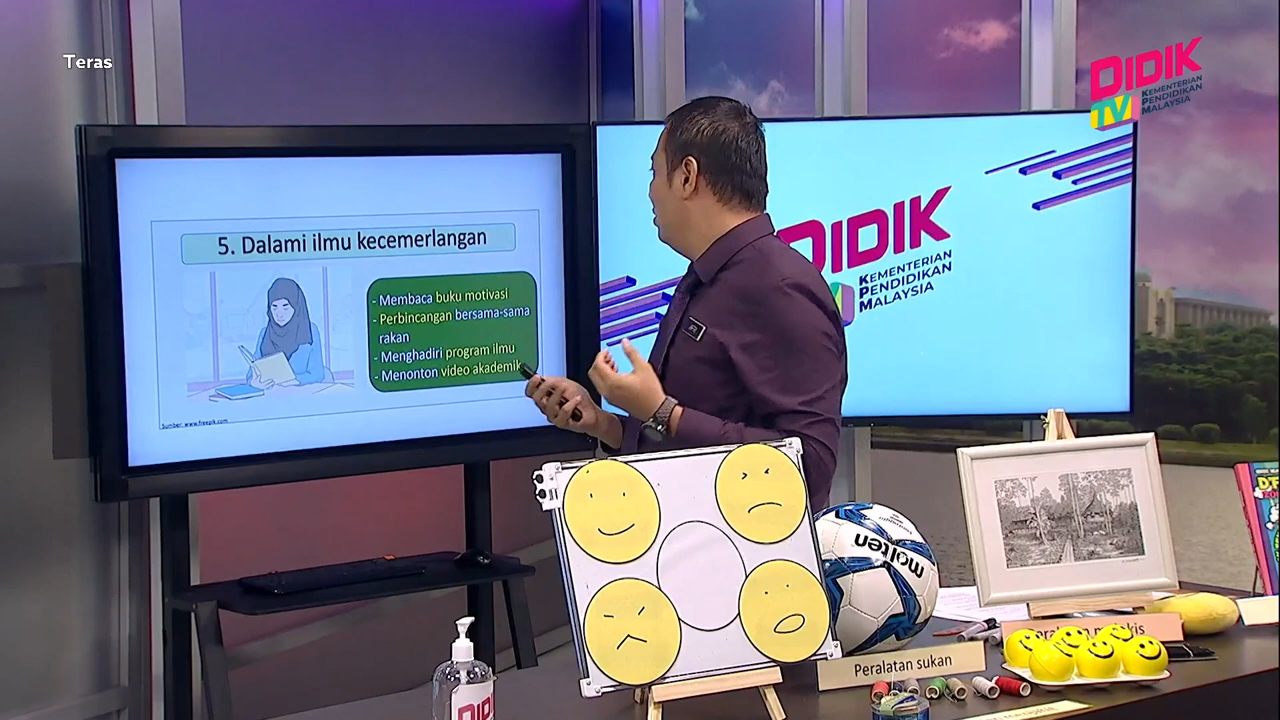 Teras
DIDIK
TV
KEMENTERIAN
PENDIDIKAN
MALAYSIA
5. Dalami ilmu kecemerlangan
- Membaca buku motivasi
- Perbincangan bersama-sama
rakan
- Menghadiri program ilmu
- Menonton video akademik
Sumber: www.freepik.com
DIDIK
KEMENTERIAN
PENDIDIKAN
MALAYSIA
molten
Peralatan sukan